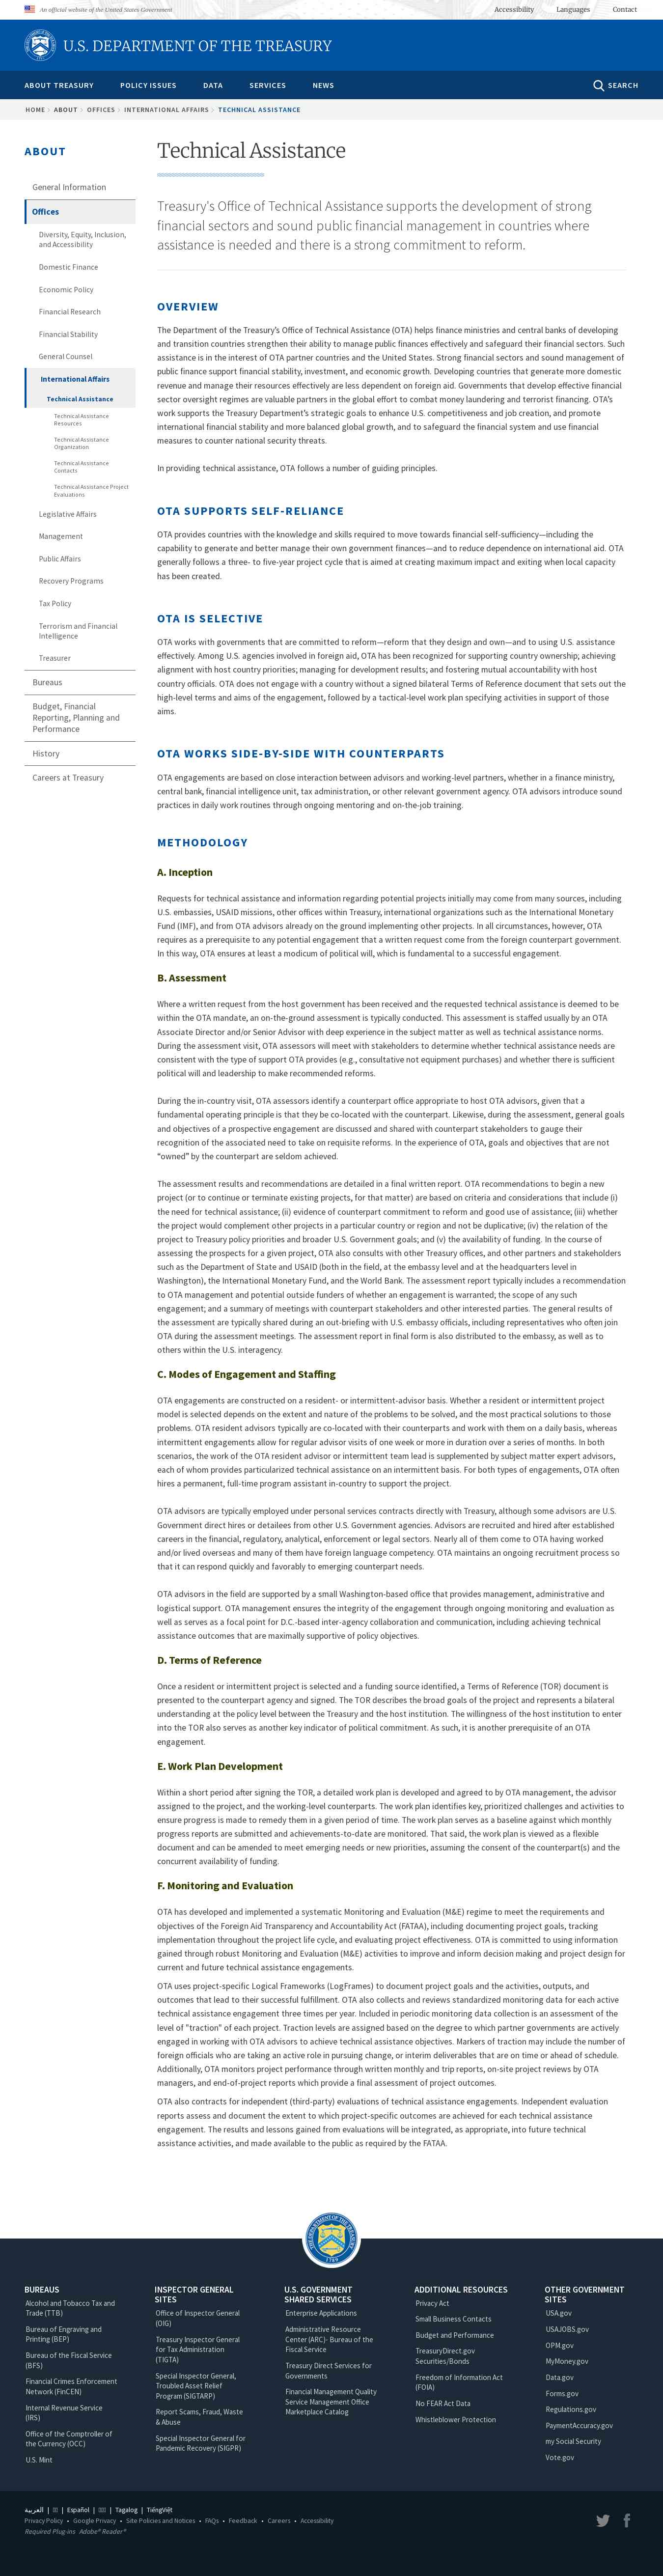 An official website of the United States Government
Accessibility
Languages
Contact
U.S. DEPARTMENT OF THE TREASURY
ABOUT TREASURY
POLICY ISSUES
DATA
SERVICES
NEWS
SEARCH
HOME
ABOUT
OFFICES
INTERNATIONAL AFFAIRS
TECHNICAL ASSISTANCE
ABOUT
General Information
Offices
Diversity, Equity, Inclusion,
and Accessibility
Domestic Finance
Economic Policy
Financial Research
Financial Stability
General Counsel
International Affairs
Technical Assistance
Technical Assistance
Resources
Technical Assistance
Organization
Technical Assistance
Contacts
Technical Assistance Project
Evaluations
Legislative Affairs
Management
Public Affairs
Recovery Programs
Tax Policy
Terrorism and Financial
Intelligence
Treasurer
Bureaus
Budget, Financial
Reporting, Planning and
Performance
History
Careers at Treasury
Technical Assistance
Treasury's Office of Technical Assistance supports the development of strong
financial sectors and sound public financial management in countries where
assistance is needed and there is a strong commitment to reform.
OVERVIEW
The Department of the Treasury’s Office of Technical Assistance (OTA) helps finance ministries and central banks of developing
and transition countries strengthen their ability to manage public finances effectively and safeguard their financial sectors. Such
assistance is in the interest of OTA partner countries and the United States. Strong financial sectors and sound management of
public finance support financial stability, investment, and economic growth. Developing countries that generate more domestic
revenue and manage their resources effectively are less dependent on foreign aid. Governments that develop effective financial
sector oversight regimes are valuable partners in the fight against financial crimes and efforts to combat terrorist financing. OTA’s
work supports the Treasury Department’s strategic goals to enhance U.S. competitiveness and job creation, and promote
international financial stability and more balanced global growth, and to safeguard the financial system and use financial
measures to counter national security threats.
In providing technical assistance, OTA follows a number of guiding principles.
OTA SUPPORTS SELF-RELIANCE
OTA provides countries with the knowledge and skills required to move towards financial self-sufficiency—including the
capability to generate and better manage their own government finances—and to reduce dependence on international aid. OTA
generally follows a three- to five-year project cycle that is aimed at creating maximum impact and exiting when local capacity
has been created.
OTA IS SELECTIVE
OTA works with governments that are committed to reform—reform that they design and own—and to using U.S. assistance
effectively. Among U.S. agencies involved in foreign aid, OTA has been recognized for supporting country ownership; achieving
alignment with host country priorities; managing for development results; and fostering mutual accountability with host
country officials. OTA does not engage with a country without a signed bilateral Terms of Reference document that sets out the
high-level terms and aims of the engagement, followed by a tactical-level work plan specifying activities in support of those
aims.
OTA WORKS SIDE-BY-SIDE WITH COUNTERPARTS
OTA engagements are based on close interaction between advisors and working-level partners, whether in a finance ministry,
central bank, financial intelligence unit, tax administration, or other relevant government agency. OTA advisors introduce sound
practices in daily work routines through ongoing mentoring and on-the-job training.
METHODOLOGY
A. Inception
Requests for technical assistance and information regarding potential projects initially may come from many sources, including
U.S. embassies, USAID missions, other offices within Treasury, international organizations such as the International Monetary
Fund (IMF), and from OTA advisors already on the ground implementing other projects. In all circumstances, however, OTA
requires as a prerequisite to any potential engagement that a written request come from the foreign counterpart government.
In this way, OTA ensures at least a modicum of political will, which is fundamental to a successful engagement.
B. Assessment
Where a written request from the host government has been received and the requested technical assistance is deemed to be
within the OTA mandate, an on-the-ground assessment is typically conducted. This assessment is staffed usually by an OTA
Associate Director and/or Senior Advisor with deep experience in the subject matter as well as technical assistance norms.
During the assessment visit, OTA assessors will meet with stakeholders to determine whether technical assistance needs are
consistent with the type of support OTA provides (e.g., consultative not equipment purchases) and whether there is sufficient
political will and leadership to make recommended reforms.
During the in-country visit, OTA assessors identify a counterpart office appropriate to host OTA advisors, given that a
fundamental operating principle is that they be co-located with the counterpart. Likewise, during the assessment, general goals
and objectives of a prospective engagement are discussed and shared with counterpart stakeholders to gauge their
recognition of the associated need to take on requisite reforms. In the experience of OTA, goals and objectives that are not
“owned” by the counterpart are seldom achieved.
The assessment results and recommendations are detailed in a final written report. OTA recommendations to begin a new
project (or to continue or terminate existing projects, for that matter) are based on criteria and considerations that include (i)
the need for technical assistance; (ii) evidence of counterpart commitment to reform and good use of assistance; (iii) whether
the project would complement other projects in a particular country or region and not be duplicative; (iv) the relation of the
project to Treasury policy priorities and broader U.S. Government goals; and (v) the availability of funding. In the course of
assessing the prospects for a given project, OTA also consults with other Treasury offices, and other partners and stakeholders
such as the Department of State and USAID (both in the field, at the embassy level and at the headquarters level in
Washington), the International Monetary Fund, and the World Bank. The assessment report typically includes a recommendation
to OTA management and potential outside funders of whether an engagement is warranted; the scope of any such
engagement; and a summary of meetings with counterpart stakeholders and other interested parties. The general results of
the assessment are typically shared during an out-briefing with U.S. embassy officials, including representatives who often join
OTA during the assessment meetings. The assessment report in final form is also distributed to the embassy, as well as to
others within the U.S. interagency.
C. Modes of Engagement and Staffing
OTA engagements are constructed on a resident- or intermittent-advisor basis. Whether a resident or intermittent project
model is selected depends on the extent and nature of the problems to be solved, and the most practical solutions to those
problems. OTA resident advisors typically are co-located with their counterparts and work with them on a daily basis, whereas
intermittent engagements allow for regular advisor visits of one week or more in duration over a series of months. In both
scenarios, the work of the OTA resident advisor or intermittent team lead is supplemented by subject matter expert advisors,
each of whom provides particularized technical assistance on an intermittent basis. For both types of engagements, OTA often
hires a permanent, full-time program assistant in-country to support the project.
OTA advisors are typically employed under personal services contracts directly with Treasury, although some advisors are U.S.
Government direct hires or detailees from other U.S. Government agencies. Advisors are recruited and hired after established
careers in the financial, regulatory, analytical, enforcement or legal sectors. Nearly all of them come to OTA having worked
and/or lived overseas and many of them have foreign language competency. OTA maintains an ongoing recruitment process so
that it can respond quickly and favorably to emerging counterpart needs.
OTA advisors in the field are supported by a small Washington-based office that provides management, administrative and
logistical support. OTA management ensures the integrity of the engagement through ongoing monitoring and evaluation as
well as serves as a focal point for D.C.-based inter-agency collaboration and communication, including achieving technical
assistance outcomes that are maximally supportive of policy objectives.
D. Terms of Reference
Once a resident or intermittent project is selected and a funding source identified, a Terms of Reference (TOR) document is
presented to the counterpart agency and signed. The TOR describes the broad goals of the project and represents a bilateral
understanding at the policy level between the Treasury and the host institution. The willingness of the host institution to enter
into the TOR also serves as another key indicator of political commitment. As such, it is another prerequisite of an OTA
engagement.
E. Work Plan Development
Within a short period after signing the TOR, a detailed work plan is developed and agreed to by OTA management, the advisor
assigned to the project, and the working-level counterparts. The work plan identifies key, prioritized challenges and activities to
ensure progress is made to remedy them in a given period of time. The work plan serves as a baseline against which monthly
progress reports are submitted and achievements-to-date are monitored. That said, the work plan is viewed as a flexible
document and can be amended to meet emerging needs or new priorities, assuming the consent of the counterpart(s) and the
concurrent availability of funding.
F. Monitoring and Evaluation
OTA has developed and implemented a systematic Monitoring and Evaluation (M&E) regime to meet the requirements and
objectives of the Foreign Aid Transparency and Accountability Act (FATAA), including documenting project goals, tracking
implementation throughout the project life cycle, and evaluating project effectiveness. OTA is committed to using information
gained through robust Monitoring and Evaluation (M&E) activities to improve and inform decision making and project design for
current and future technical assistance engagements.
OTA uses project-specific Logical Frameworks (LogFrames) to document project goals and the activities, outputs, and
outcomes that lead to their successful fulfillment. OTA also collects and reviews standardized monitoring data for each active
technical assistance engagement three times per year. Included in periodic monitoring data collection is an assessment of the
level of "traction" of each project. Traction levels are assigned based on the degree to which partner governments are actively
engaged in working with OTA advisors to achieve technical assistance objectives. Markers of traction may include the number of
foreign officials who are taking an active role in pursuing change, or interim deliverables that are on time or ahead of schedule.
Additionally, OTA monitors project performance through written monthly and trip reports, on-site project reviews by OTA
managers, and end-of-project reports which provide a final assessment of project outcomes.
OTA also contracts for independent (third-party) evaluations of technical assistance engagements. Independent evaluation
reports assess and document the extent to which project-specific outcomes are achieved for each technical assistance
engagement. The results and lessons gained from evaluations will be integrated, as appropriate, into future technical
assistance activities, and made available to the public as required by the FATAA.
BUREAUS
Alcohol and Tobacco Tax and
Trade (TTB)
Bureau of Engraving and
Printing (BEP)
Bureau of the Fiscal Service
(BFS)
Financial Crimes Enforcement
Network (FinCEN)
Internal Revenue Service
(IRS)
Office of the Comptroller of
the Currency (OCC)
U.S. Mint
INSPECTOR GENERAL
SITES
Office of Inspector General
(OIG)
Treasury Inspector General
for Tax Administration
(TIGTA)
Special Inspector General,
Troubled Asset Relief
Program (SIGTARP)
Report Scams, Fraud, Waste
& Abuse
Special Inspector General for
Pandemic Recovery (SIGPR)
U.S. GOVERNMENT
SHARED SERVICES
Enterprise Applications
Administrative Resource
Center (ARC)- Bureau of the
Fiscal Service
Treasury Direct Services for
Governments
Financial Management Quality
Service Management Office
Marketplace Catalog
ADDITIONAL RESOURCES
Privacy Act
Small Business Contacts
Budget and Performance
TreasuryDirect.gov
Securities/Bonds
Freedom of Information Act
(FOIA)
No FEAR Act Data
Whistleblower Protection
OTHER GOVERNMENT
SITES
USA.gov
USAJOBS.gov
OPM.gov
MyMoney.gov
Data.gov
Forms.gov
Regulations.gov
PaymentAccuracy.gov
my Social Security
Vote.gov
العربية | | Español | | Tagalog | TiếngViệt
Privacy Policy • Google Privacy • Site Policies and Notices • FAQs • Feedback • Careers • Accessibility
Required Plug-ins Adobe® Reader®